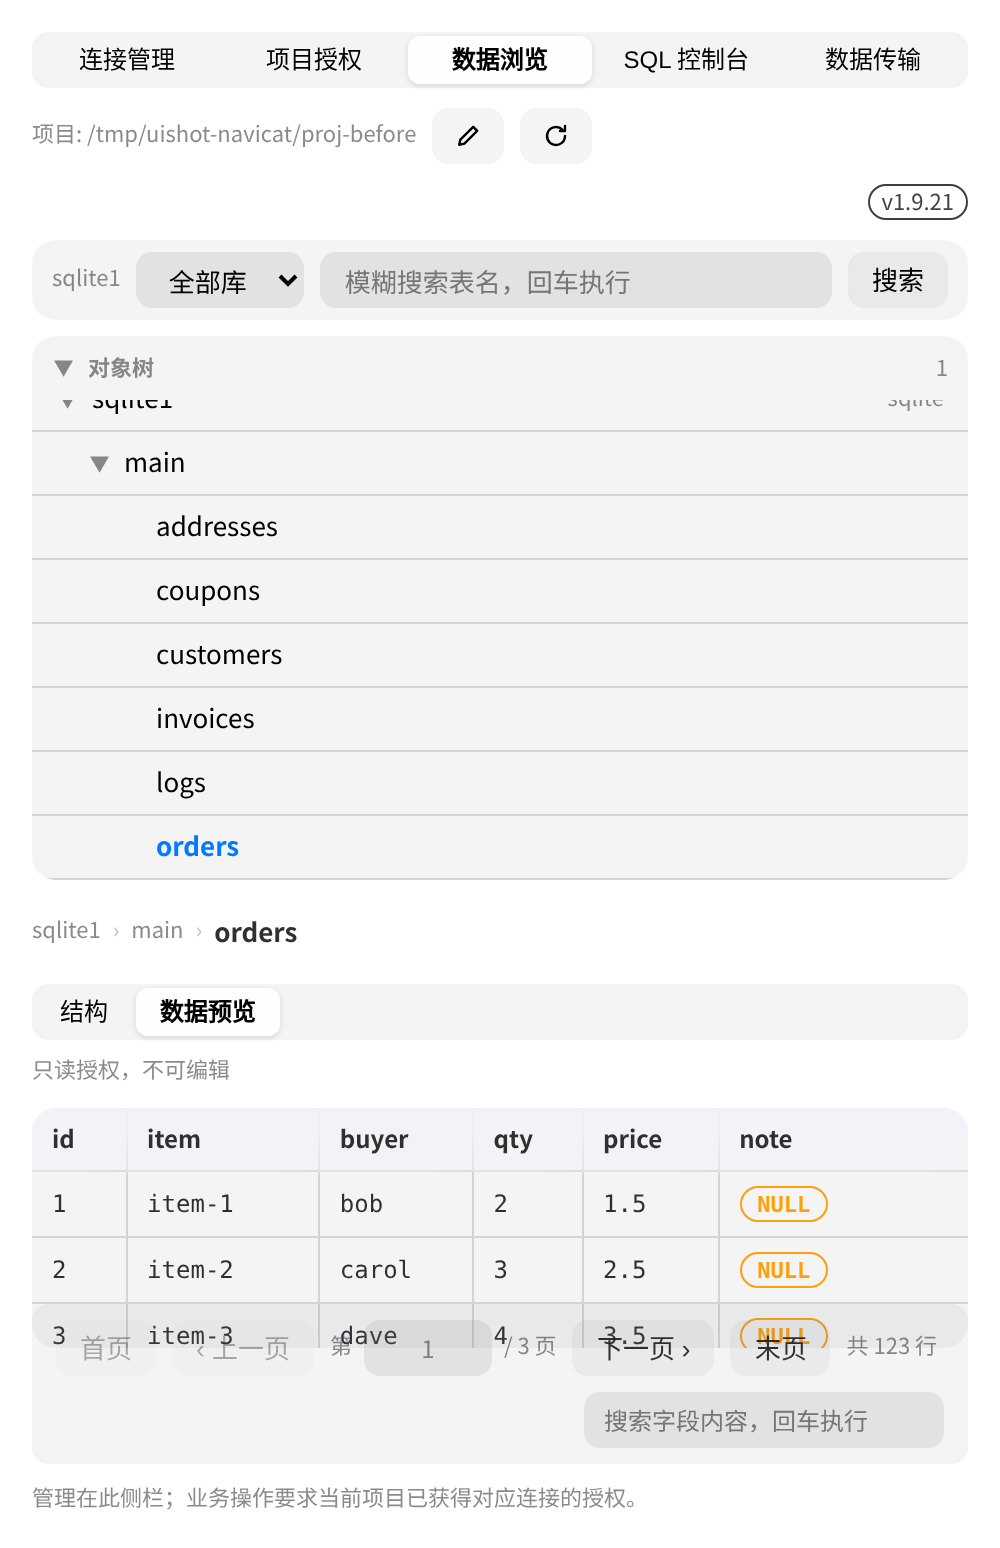 连接管理 项目授权 数据浏览 SQL 控制台 数据传输
项目: /tmp/uishot-navicat/proj-before
v1.9.21
sqlite1 全部库 模糊搜索表名，回车执行 搜索
▼ 对象树 1
▼ sqlite1 sqlite
▼ main
addresses
coupons
customers
invoices
logs
orders
sqlite1 › main › orders
结构 数据预览
只读授权，不可编辑
id item buyer qty price note
1 item-1 bob 2 1.5 NULL
2 item-2 carol 3 2.5 NULL
3 item-3 dave 4 3.5 NULL
首页 ‹ 上一页 第 1 / 3 页 下一页 › 末页 共 123 行
搜索字段内容，回车执行
管理在此侧栏；业务操作要求当前项目已获得对应连接的授权。